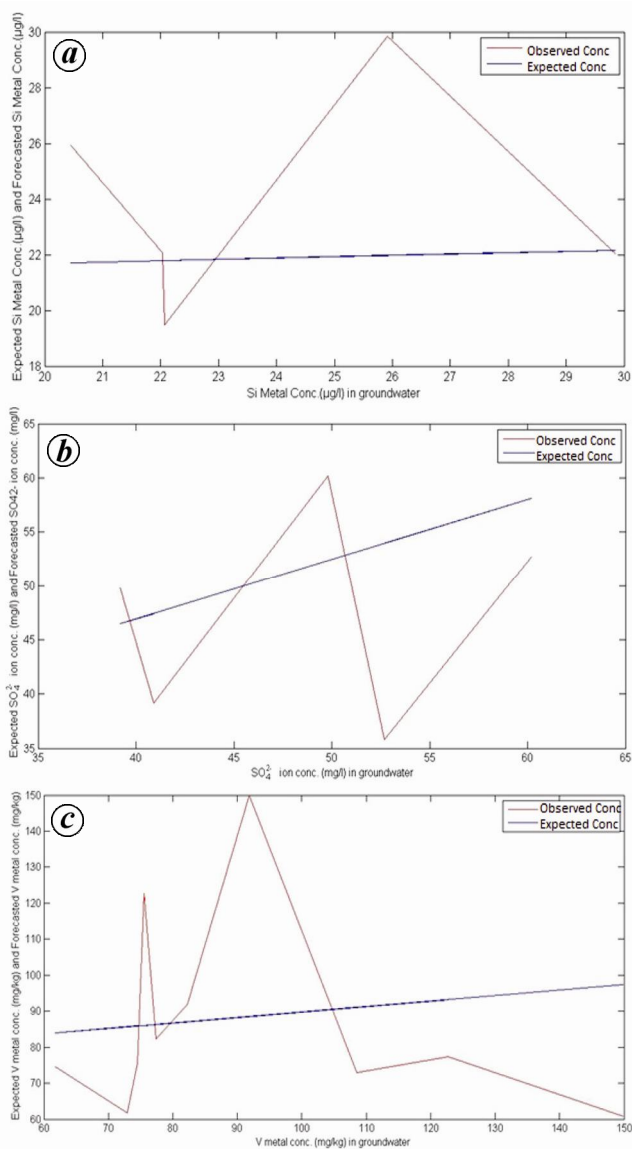 a
Observed Conc
Expected Conc
Expected Si Metal Conc.(µg/l) and Forecasted Si Metal Conc.(µg/l)
30
28
26
24
22
20
18
20 21 22 23 24 25 26 27 28 29 30
Si Metal Conc.(µg/l) in groundwater
b
Observed Conc
Expected Conc
Expected SO₄²⁻ ion conc. (mg/l) and Forecasted SO42- ion conc. (mg/l)
65
60
55
50
45
40
35
35 40 45 50 55 60 65
SO₄²⁻ ion conc. (mg/l) in groundwater
c
Observed Conc
Expected Conc
Expected V metal conc. (mg/kg) and Forecasted V metal conc. (mg/kg)
150
140
130
120
110
100
90
80
70
60
60 70 80 90 100 110 120 130 140 150
V metal conc. (mg/kg) in groundwater